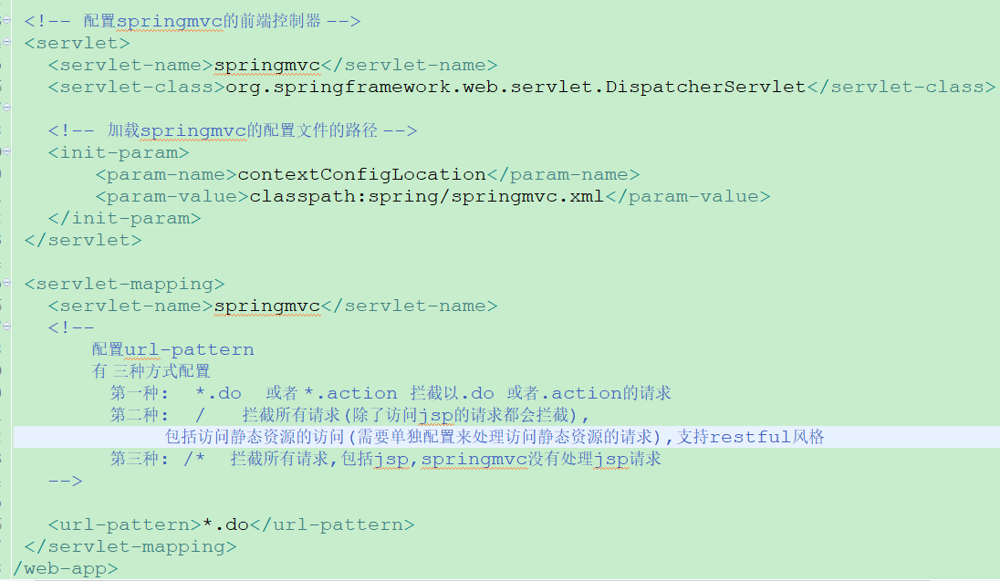 <!-- 配置springmvc的前端控制器 -->
<servlet>
<servlet-name>springmvc</servlet-name>
<servlet-class>org.springframework.web.servlet.DispatcherServlet</servlet-class>
<!-- 加载springmvc的配置文件的路径 -->
<init-param>
<param-name>contextConfigLocation</param-name>
<param-value>classpath:spring/springmvc.xml</param-value>
</init-param>
</servlet>
<servlet-mapping>
<servlet-name>springmvc</servlet-name>
<!--
配置url-pattern
有 三种方式配置
第一种: *.do 或者 *.action 拦截以.do 或者.action的请求
第二种: / 拦截所有请求(除了访问jsp的请求都会拦截),
包括访问静态资源的访问(需要单独配置来处理访问静态资源的请求),支持restful风格
第三种: /* 拦截所有请求,包括jsp,springmvc没有处理jsp请求
-->
<url-pattern>*.do</url-pattern>
</servlet-mapping>
/web-app>